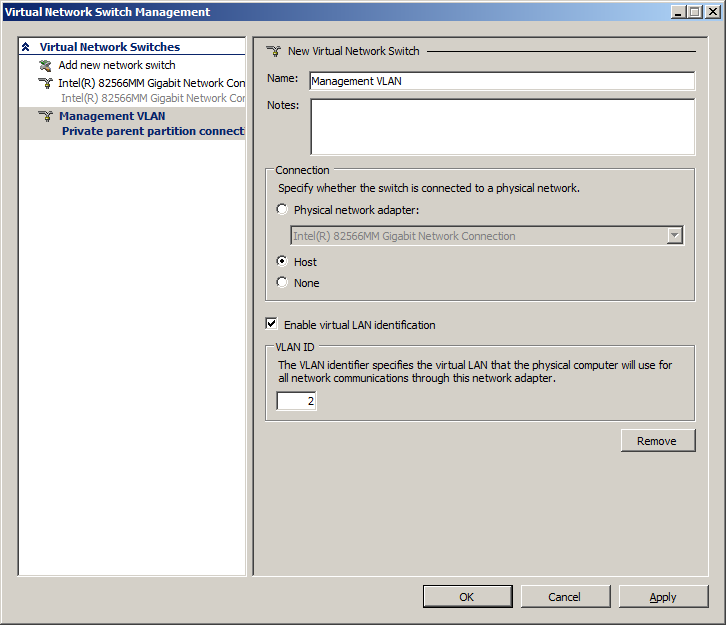 Virtual Network Switch Management
Virtual Network Switches
Add new network switch
Intel(R) 82566MM Gigabit Network Con
Intel(R) 82566MM Gigabit Network Cor
Management VLAN
Private parent partition connecti
New Virtual Network Switch
Name:
Management VLAN
Notes:
Connection
Specify whether the switch is connected to a physical network.
Physical network adapter:
Intel(R) 82566MM Gigabit Network Connection
Host
None
Enable virtual LAN identification
VLAN ID
The VLAN identifier specifies the virtual LAN that the physical computer will use for
all network communications through this network adapter.
2
Remove
OK
Cancel
Apply